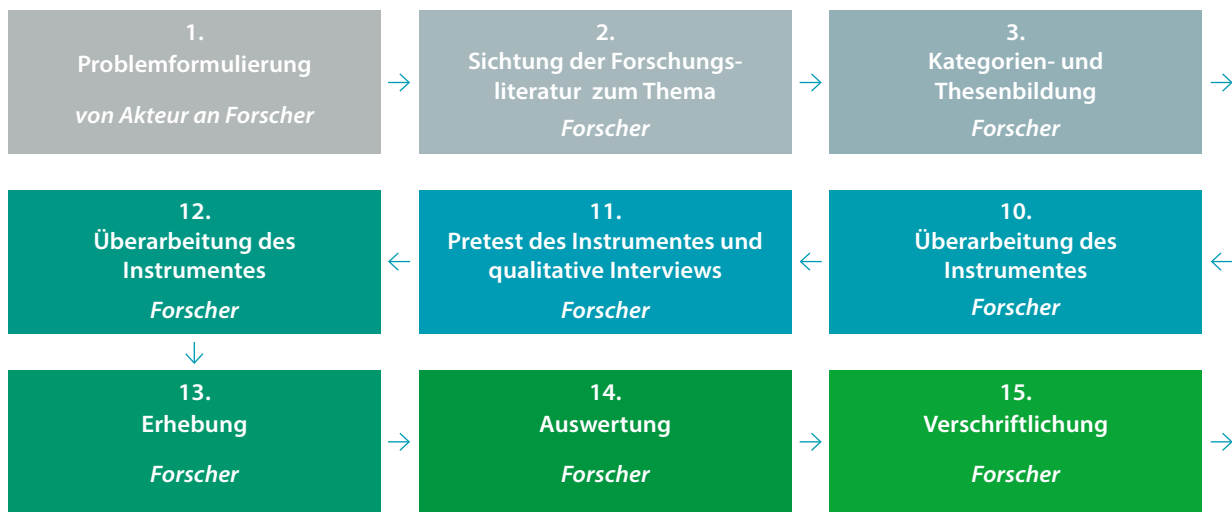 1.
Problemformulierung
von Akteur an Forscher
2.
Sichtung der Forschungs-
literatur zum Thema
Forscher
3.
Kategorien- und
Thesenbildung
Forscher
12.
Überarbeitung des
Instrumentes
Forscher
11.
Pretest des Instrumentes und
qualitative Interviews
Forscher
10.
Überarbeitung des
Instrumentes
Forscher
13.
Erhebung
Forscher
14.
Auswertung
Forscher
15.
Verschriftlichung
Forscher